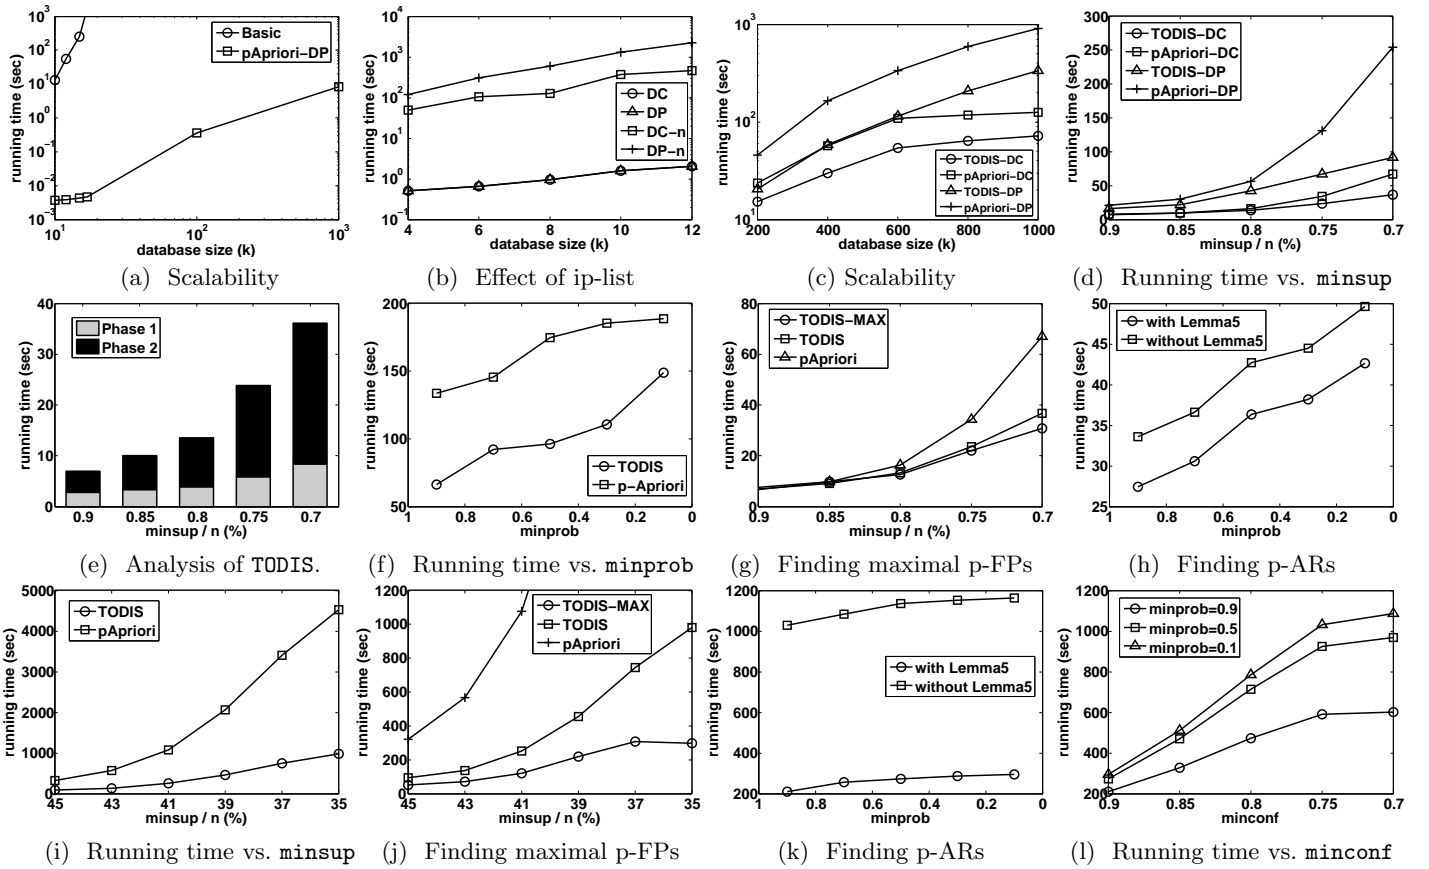 (a) Scalability
running time (sec)
10^3
10^2
10^1
10^0
10^-1
10^-2
10^-3
10^1
10^2
10^3
database size (k)
Basic
pApriori-DP
(b) Effect of ip-list
running time (sec)
10^4
10^3
10^2
10^1
10^0
10^-1
4 6 8 10 12
database size (k)
DC
DP
DC-n
DP-n
(c) Scalability
running time (sec)
10^3
10^2
10^1
200 400 600 800 1000
database size (k)
TODIS-DC
pApriori-DC
TODIS-DP
pApriori-DP
(d) Running time vs. minsup
running time (sec)
300
250
200
150
100
50
0
0.9 0.85 0.8 0.75 0.7
minsup / n (%)
TODIS-DC
pApriori-DC
TODIS-DP
pApriori-DP
(e) Analysis of TODIS.
running time (sec)
40
30
20
10
0
0.9 0.85 0.8 0.75 0.7
minsup / n (%)
Phase 1
Phase 2
(f) Running time vs. minprob
running time (sec)
200
150
100
50
1 0.8 0.6 0.4 0.2 0
minprob
TODIS
p-Apriori
(g) Finding maximal p-FPs
running time (sec)
80
60
40
20
0
0.9 0.85 0.8 0.75 0.7
minsup / n (%)
TODIS-MAX
TODIS
pApriori
(h) Finding p-ARs
running time (sec)
50
45
40
35
30
25
1 0.8 0.6 0.4 0.2 0
minprob
with Lemma5
without Lemma5
(i) Running time vs. minsup
running time (sec)
5000
4000
3000
2000
1000
0
45 43 41 39 37 35
minsup / n (%)
TODIS
pApriori
(j) Finding maximal p-FPs
running time (sec)
1200
1000
800
600
400
200
0
45 43 41 39 37 35
minsup / n (%)
TODIS-MAX
TODIS
pApriori
(k) Finding p-ARs
running time (sec)
1200
1000
800
600
400
200
1 0.8 0.6 0.4 0.2 0
minprob
with Lemma5
without Lemma5
(l) Running time vs. minconf
running time (sec)
1200
1000
800
600
400
200
0.9 0.85 0.8 0.75 0.7
minconf
minprob=0.9
minprob=0.5
minprob=0.1